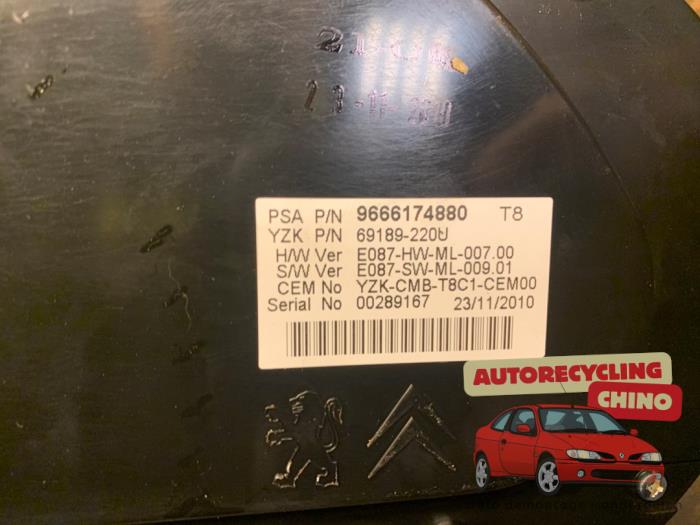 PSA P/N 9666174880 T8
YZK P/N 69189-220U
H/W Ver E087-HW-ML-007.00
S/W Ver E087-SW-ML-009.01
CEM No YZK-CMB-T8C1-CEM00
Serial No 00289167 23/11/2010
AUTORECYCLING
CHINO